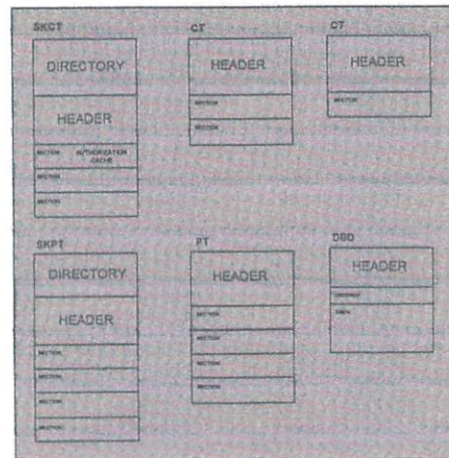 SKCT
DIRECTORY
HEADER
SECTION AUTHORIZATION
CACHE
SECTION
SECTION
CT
HEADER
SECTION
SECTION
CT
HEADER
SECTION
SKPT
DIRECTORY
HEADER
SECTION
SECTION
SECTION
SECTION
PT
HEADER
SECTION
SECTION
SECTION
SECTION
DBD
HEADER